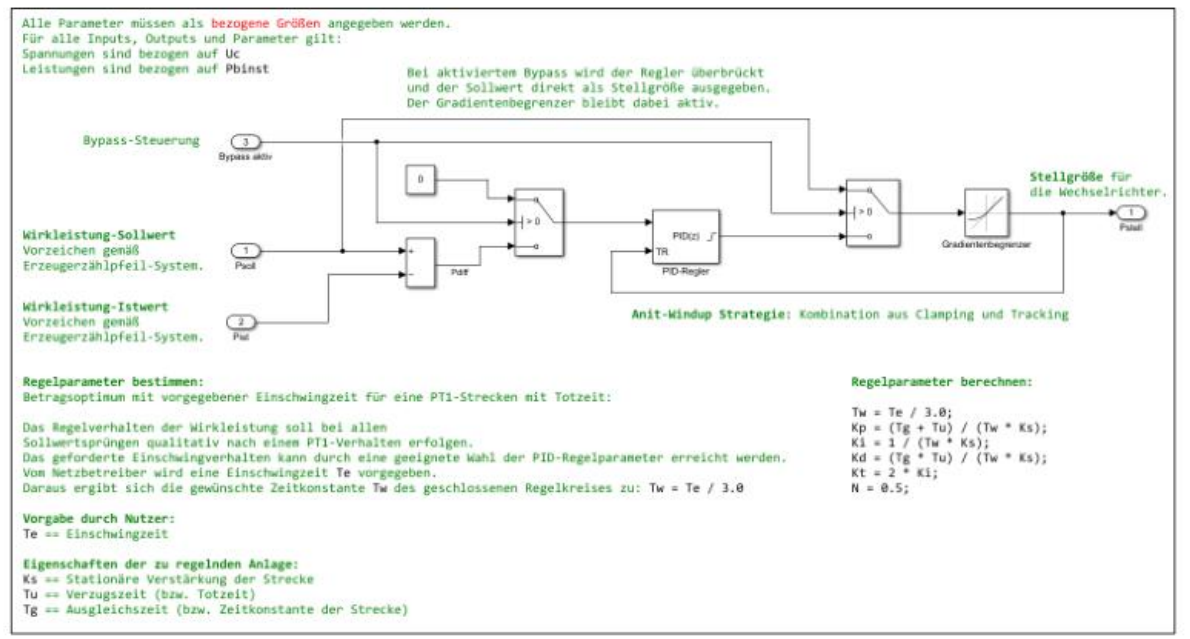 Alle Parameter müssen als bezogene Größen angegeben werden.
Für alle Inputs, Outputs und Parameter gilt:
Spannungen sind bezogen auf Uc
Leistungen sind bezogen auf Pbinst
Bei aktiviertem Bypass wird der Regler überbrückt
und der Sollwert direkt als Stellgröße ausgegeben.
Der Gradientenbegrenzer bleibt dabei aktiv.
Bypass-Steuerung
3
Bypass aktiv
0
> 0
Wirkleistung-Sollwert
Vorzeichen gemäß
Erzeugerzählpfeil-System.
1
Psoll
+
−
Pdiff
PID(z)
TR
PID-Regler
> 0
Gradientenbegrenzer
Stellgröße für
die Wechselrichter.
1
Pstell
Wirkleistung-Istwert
Vorzeichen gemäß
Erzeugerzählpfeil-System.
2
Pist
Anit-Windup Strategie: Kombination aus Clamping und Tracking
Regelparameter bestimmen:
Betragsoptimum mit vorgegebener Einschwingzeit für eine PT1-Strecken mit Totzeit:
Das Regelverhalten der Wirkleistung soll bei allen
Sollwertsprüngen qualitativ nach einem PT1-Verhalten erfolgen.
Das geforderte Einschwingverhalten kann durch eine geeignete Wahl der PID-Regelparameter erreicht werden.
Vom Netzbetreiber wird eine Einschwingzeit Te vorgegeben.
Daraus ergibt sich die gewünschte Zeitkonstante Tw des geschlossenen Regelkreises zu: Tw = Te / 3.0
Vorgabe durch Nutzer:
Te == Einschwingzeit
Eigenschaften der zu regelnden Anlage:
Ks == Stationäre Verstärkung der Strecke
Tu == Verzugszeit (bzw. Totzeit)
Tg == Ausgleichszeit (bzw. Zeitkonstante der Strecke)
Regelparameter berechnen:
Tw = Te / 3.0;
Kp = (Tg + Tu) / (Tw * Ks);
Ki = 1 / (Tw * Ks);
Kd = (Tg * Tu) / (Tw * Ks);
Kt = 2 * Ki;
N = 0.5;